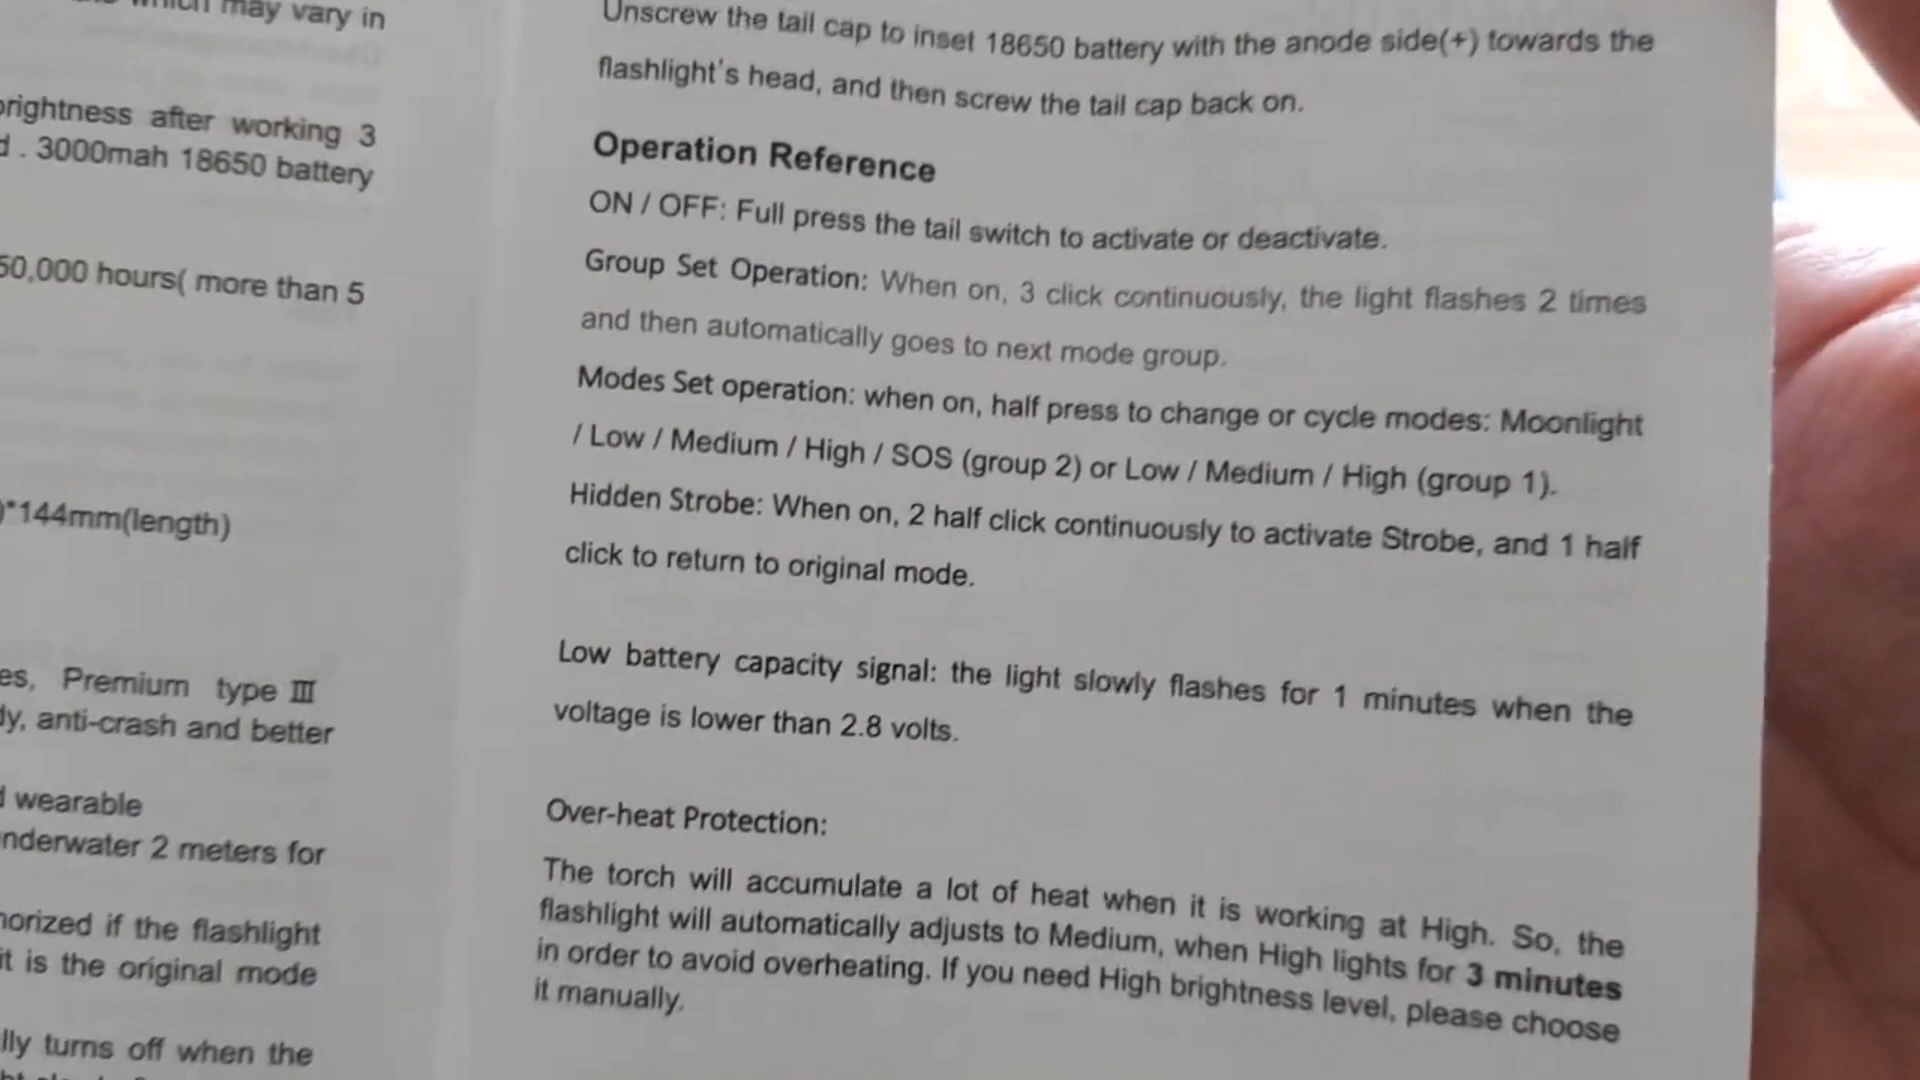 may vary in
brightness after working 3
. 3000mah 18650 battery
50,000 hours( more than 5
*144mm(length)
Premium type III
anti-crash and better
wearable
underwater 2 meters for
if the flashlight
it is the original mode
turns off when the
Unscrew the tail cap to inset 18650 battery with the anode side(+) towards the
flashlight's head, and then screw the tail cap back on.
Operation Reference
ON / OFF: Full press the tail switch to activate or deactivate.
Group Set Operation: When on, 3 click continuously, the light flashes 2 times
and then automatically goes to next mode group.
Modes Set operation: when on, half press to change or cycle modes: Moonlight
/ Low / Medium / High / SOS (group 2) or Low / Medium / High (group 1).
Hidden Strobe: When on, 2 half click continuously to activate Strobe, and 1 half
click to return to original mode.
Low battery capacity signal: the light slowly flashes for 1 minutes when the
voltage is lower than 2.8 volts.
Over-heat Protection:
The torch will accumulate a lot of heat when it is working at High. So, the
flashlight will automatically adjusts to Medium, when High lights for 3 minutes
in order to avoid overheating. If you need High brightness level, please choose
it manually.